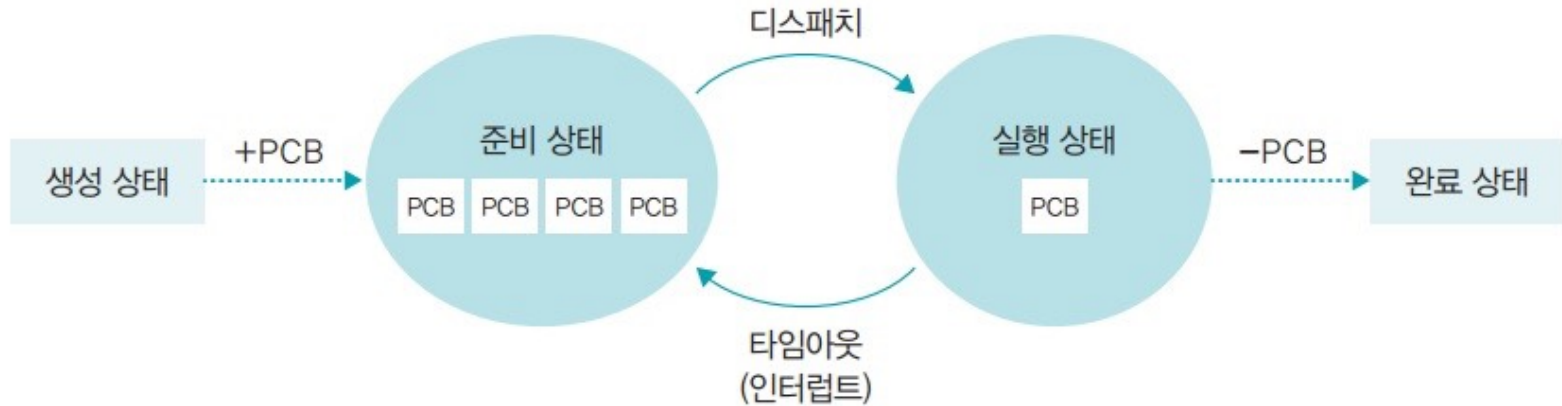 디스패치
생성 상태
+PCB
준비 상태
PCB PCB PCB PCB
실행 상태
PCB
−PCB
완료 상태
타임아웃
(인터럽트)